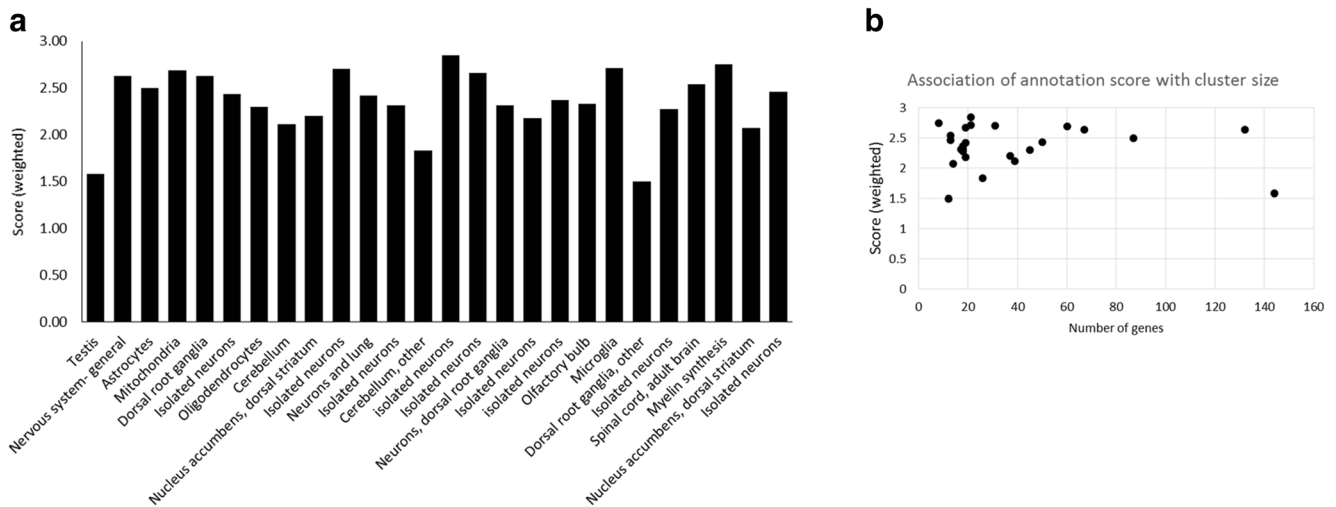 a
3.00
2.50
2.00
1.50
1.00
0.50
0.00
Score (weighted)
Testis
Nervous system- general
Astrocytes
Mitochondria
Dorsal root ganglia
Isolated neurons
Oligodendrocytes
Cerebellum
Nucleus accumbens, dorsal striatum
Isolated neurons
Neurons and lung
Isolated neurons
Cerebellum, other
isolated neurons
Isolated neurons
Neurons, dorsal root ganglia
Isolated neurons
isolated neurons
Olfactory bulb
Microglia
Dorsal root ganglia, other
Isolated neurons
Spinal cord, adult brain
Myelin synthesis
Nucleus accumbens, dorsal striatum
Isolated neurons
b
Association of annotation score with cluster size
3
2.5
2
1.5
1
0.5
0
Score (weighted)
0 20 40 60 80 100 120 140 160
Number of genes